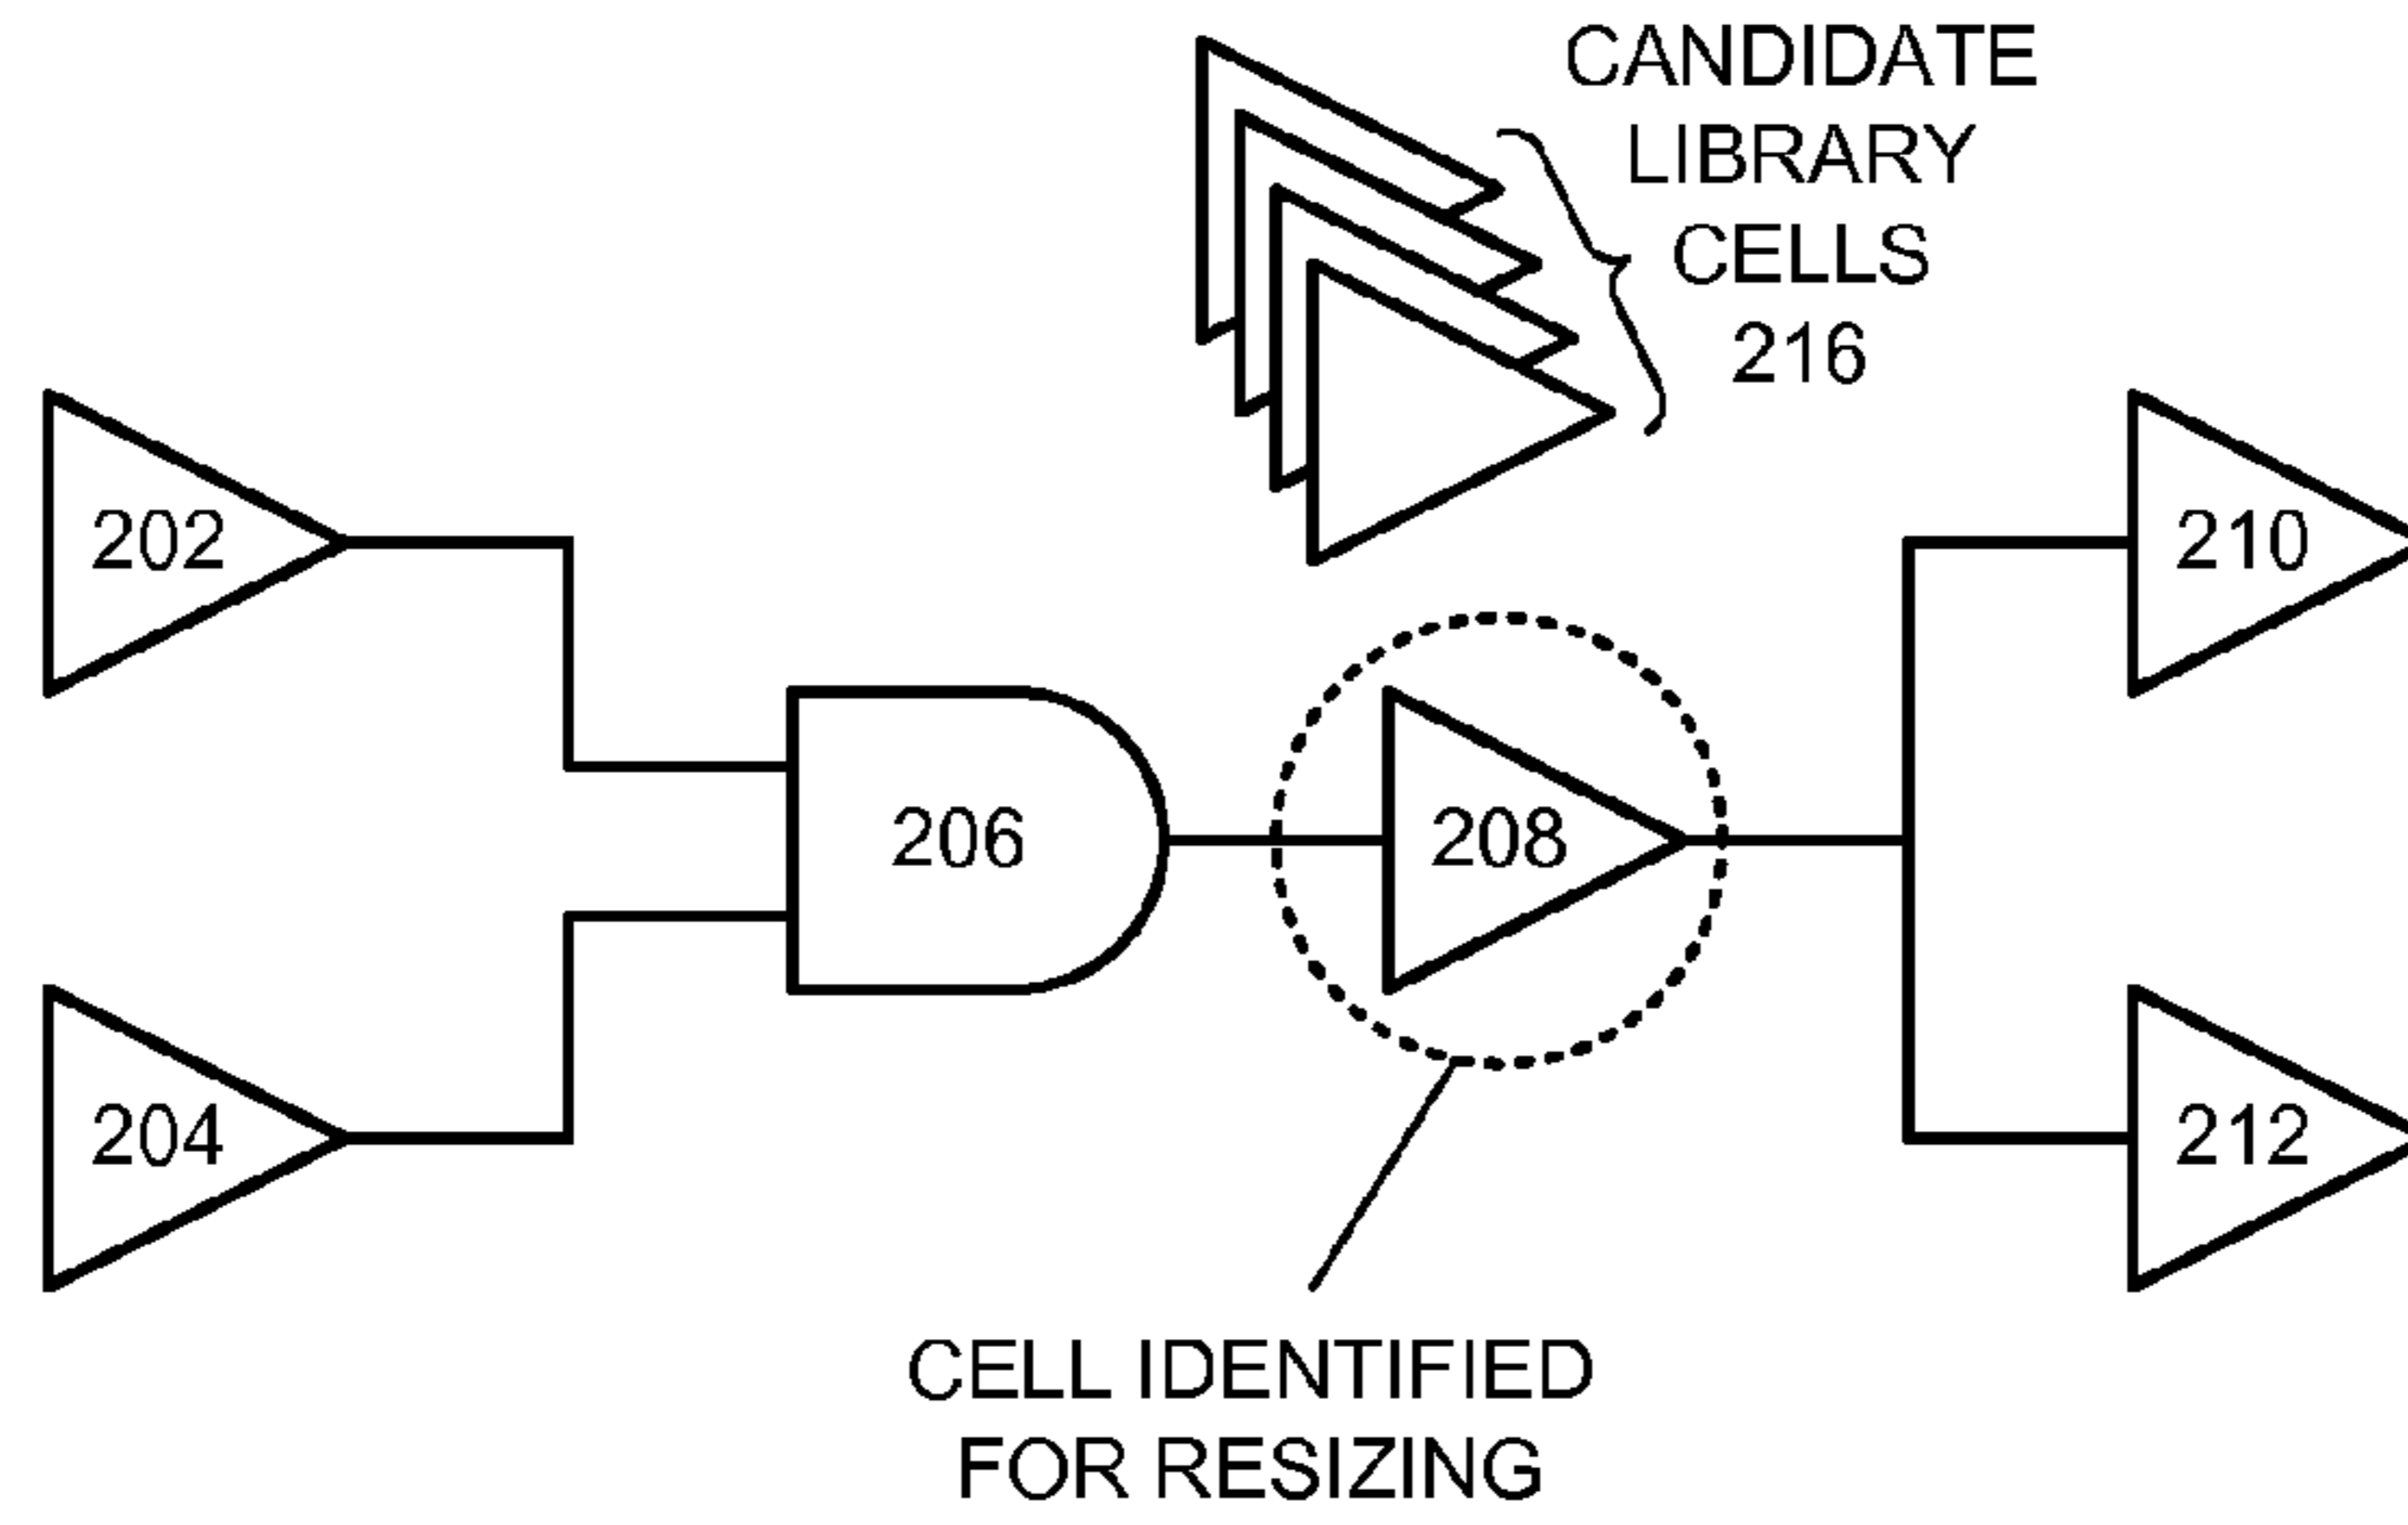 CANDIDATE
LIBRARY
CELLS
216
202
210
206
208
204
212
CELL IDENTIFIED
FOR RESIZING